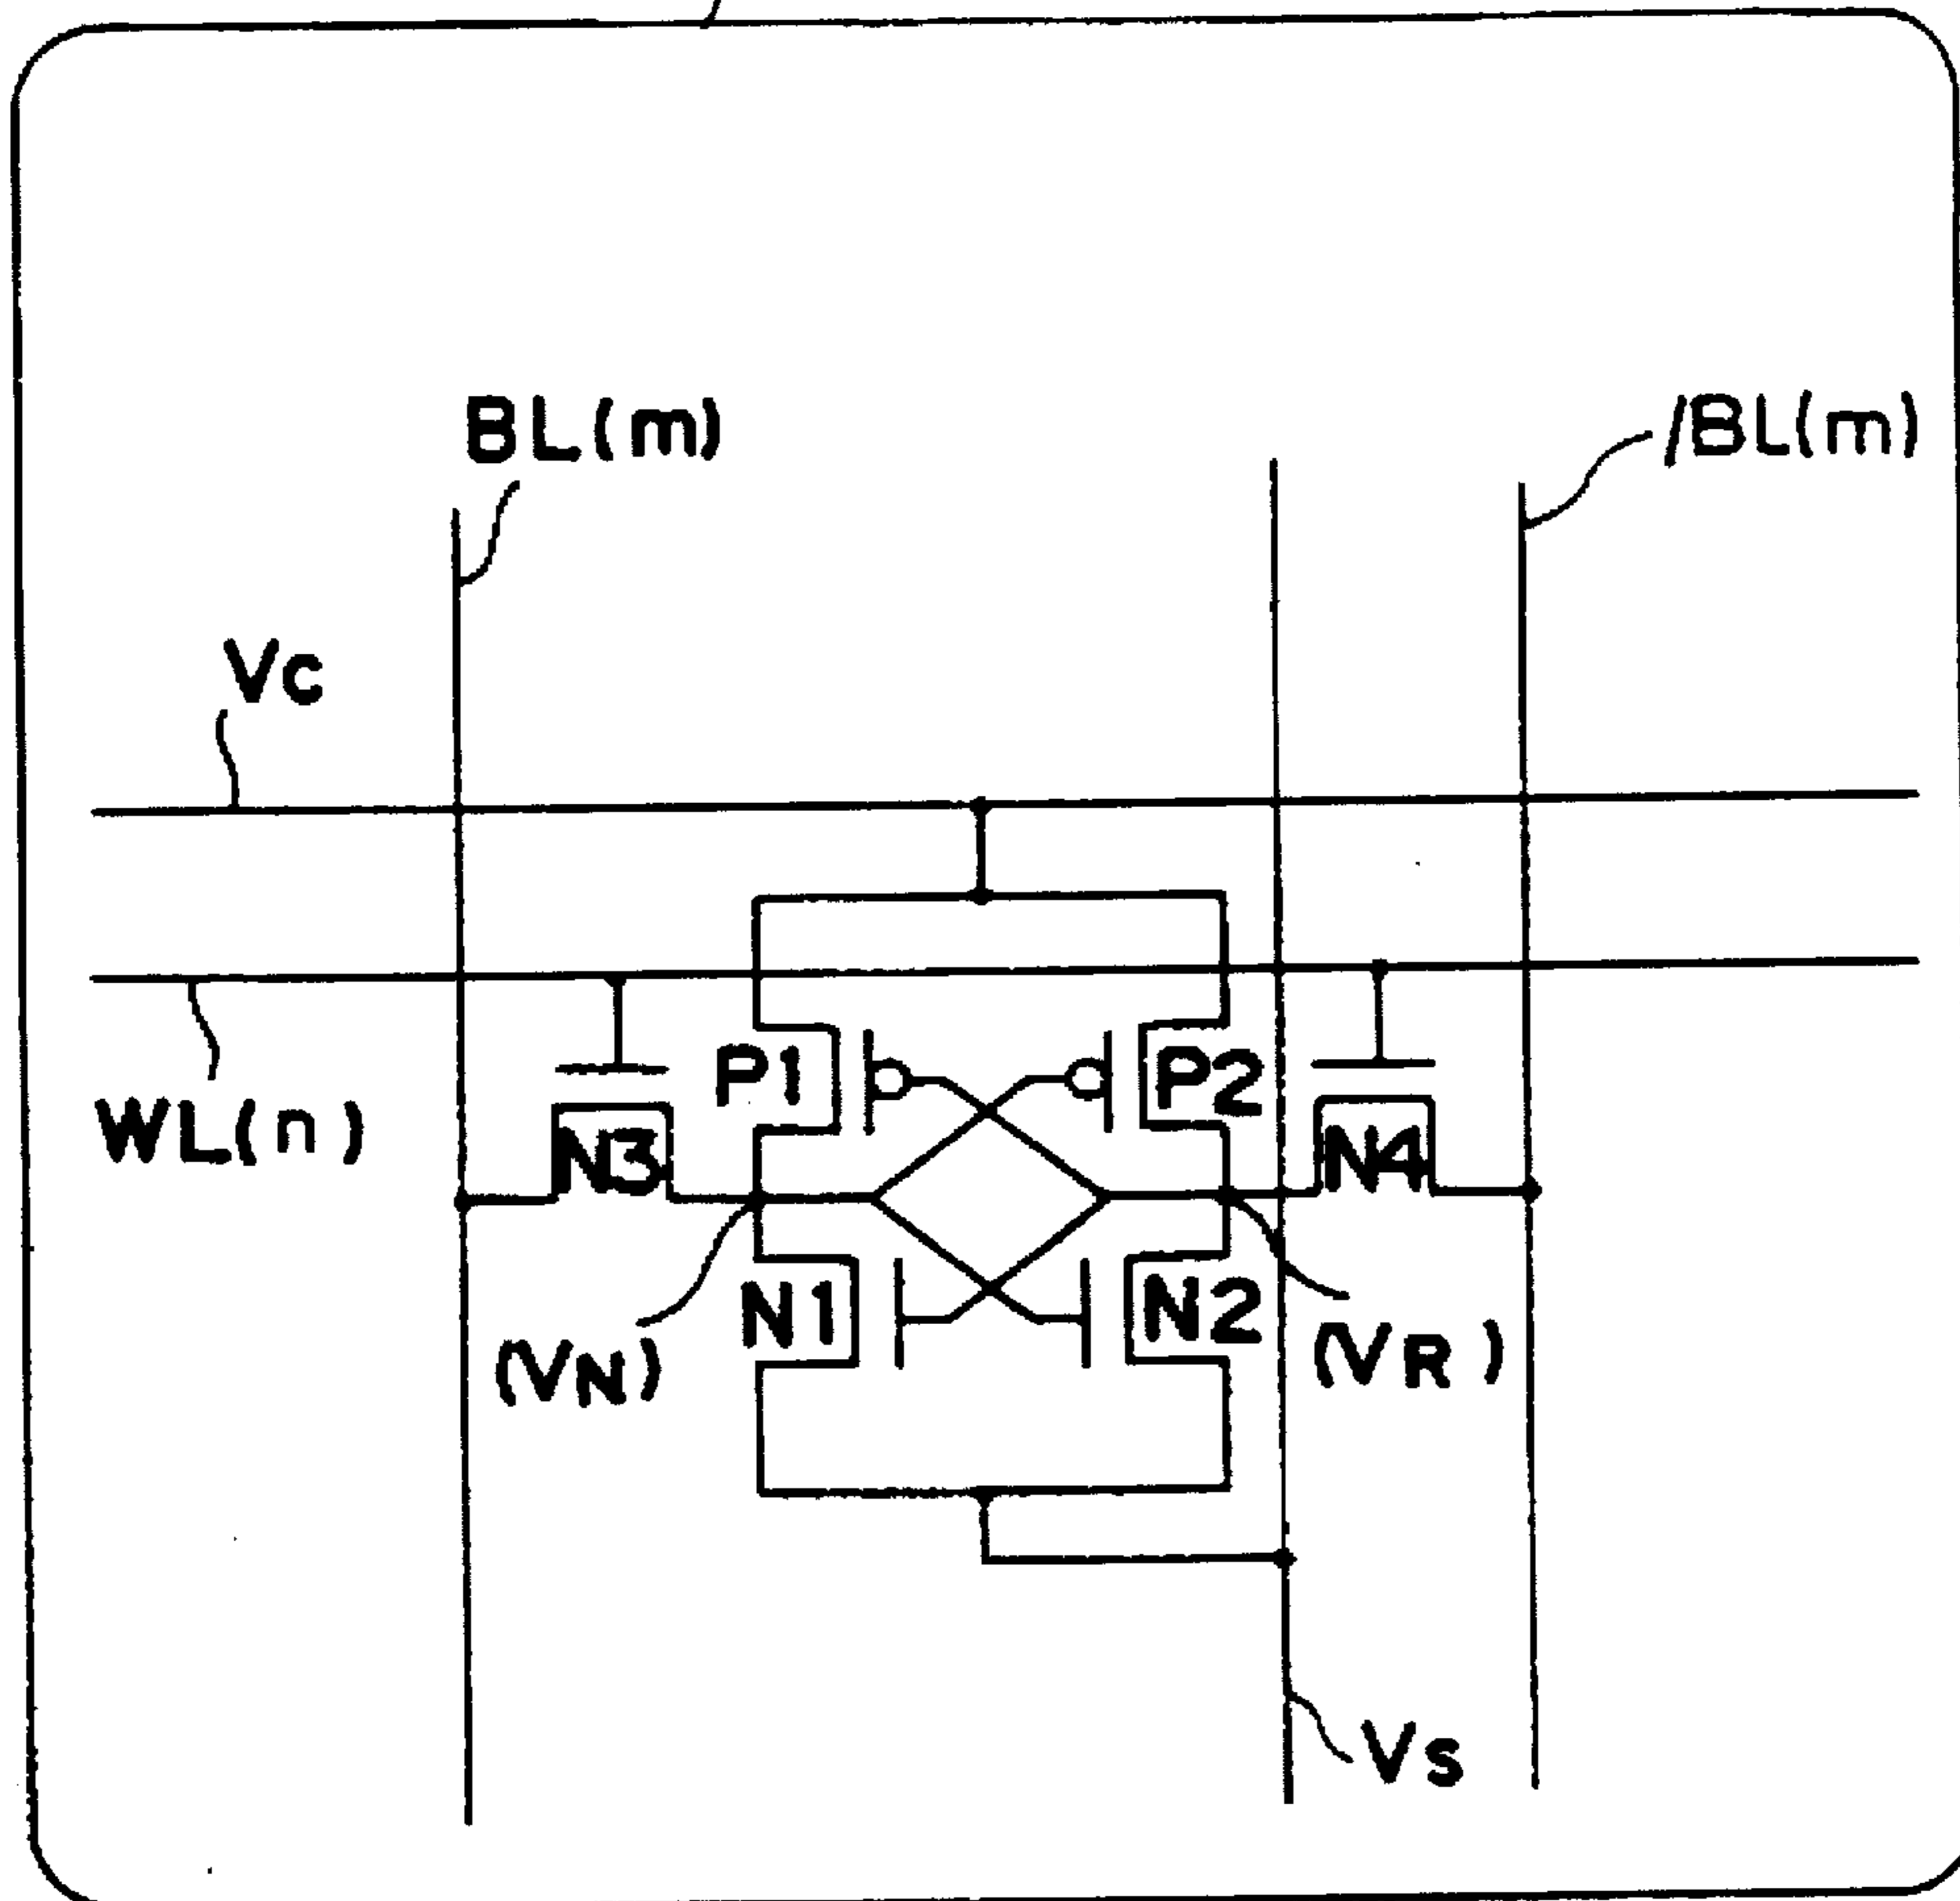 BL(m)
/BL(m)
Vc
WL(n)
P1
P2
N3
N4
N1
N2
(VN)
(VR)
Vs